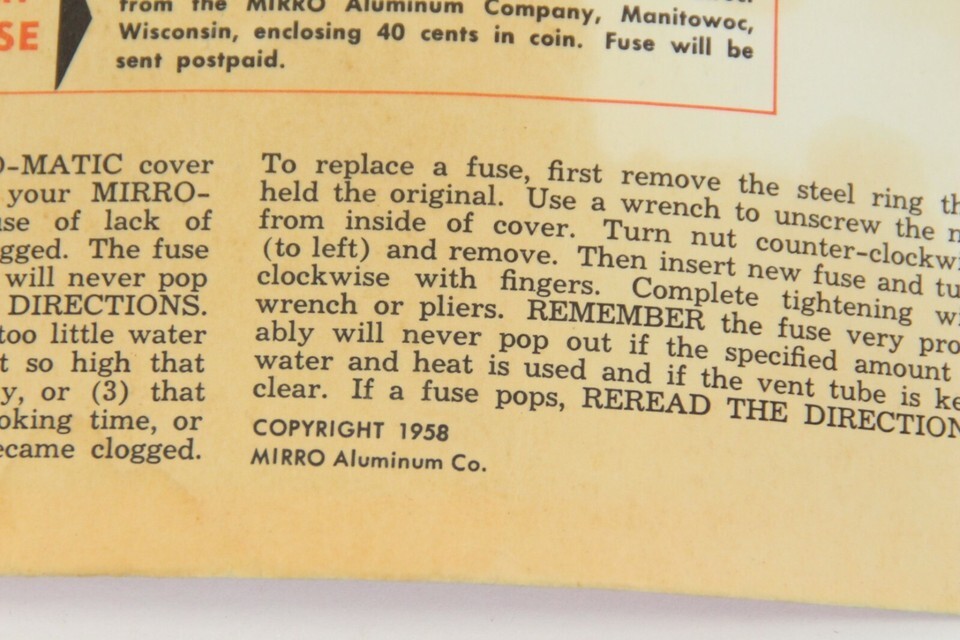 SE
from the MIRRO Aluminum Company, Manitowoc,
Wisconsin, enclosing 40 cents in coin. Fuse will be
sent postpaid.
O-MATIC cover
your MIRRO-
use of lack of
gged. The fuse
will never pop
DIRECTIONS.
too little water
t so high that
y, or (3) that
oking time, or
ecame clogged.
To replace a fuse, first remove the steel ring th
held the original. Use a wrench to unscrew the n
from inside of cover. Turn nut counter-clockwi
(to left) and remove. Then insert new fuse and tu
clockwise with fingers. Complete tightening wi
wrench or pliers. REMEMBER the fuse very pro
ably will never pop out if the specified amount
water and heat is used and if the vent tube is ke
clear. If a fuse pops, REREAD THE DIRECTION
COPYRIGHT 1958
MIRRO Aluminum Co.